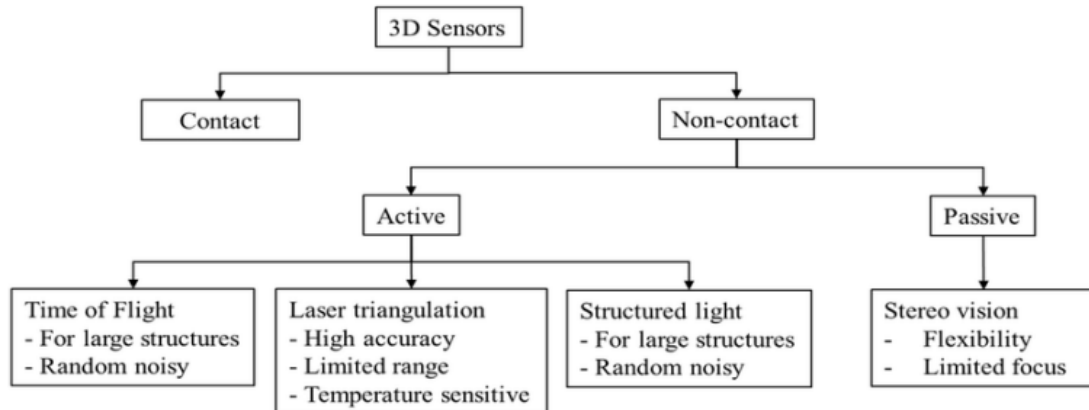 3D Sensors
Contact
Non-contact
Active
Passive
Time of Flight
- For large structures
- Random noisy
Laser triangulation
- High accuracy
- Limited range
- Temperature sensitive
Structured light
- For large structures
- Random noisy
Stereo vision
- Flexibility
- Limited focus